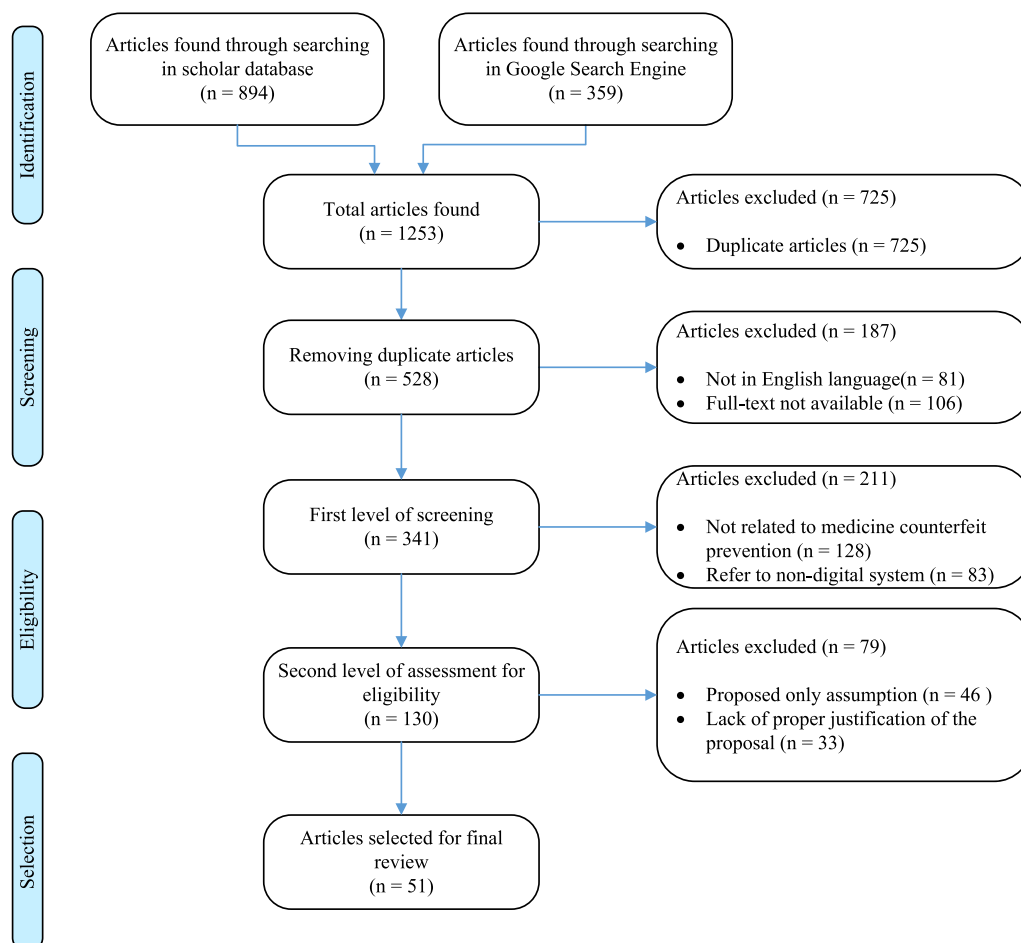 Identification
Articles found through searching
in scholar database
(n = 894)
Articles found through searching
in Google Search Engine
(n = 359)
Total articles found
(n = 1253)
Articles excluded (n = 725)
• Duplicate articles (n = 725)
Screening
Removing duplicate articles
(n = 528)
Articles excluded (n = 187)
• Not in English language(n = 81)
• Full-text not available (n = 106)
Eligibility
First level of screening
(n = 341)
Articles excluded (n = 211)
• Not related to medicine counterfeit
prevention (n = 128)
• Refer to non-digital system (n = 83)
Second level of assessment for
eligibility
(n = 130)
Articles excluded (n = 79)
• Proposed only assumption (n = 46 )
• Lack of proper justification of the
proposal (n = 33)
Selection
Articles selected for final
review
(n = 51)